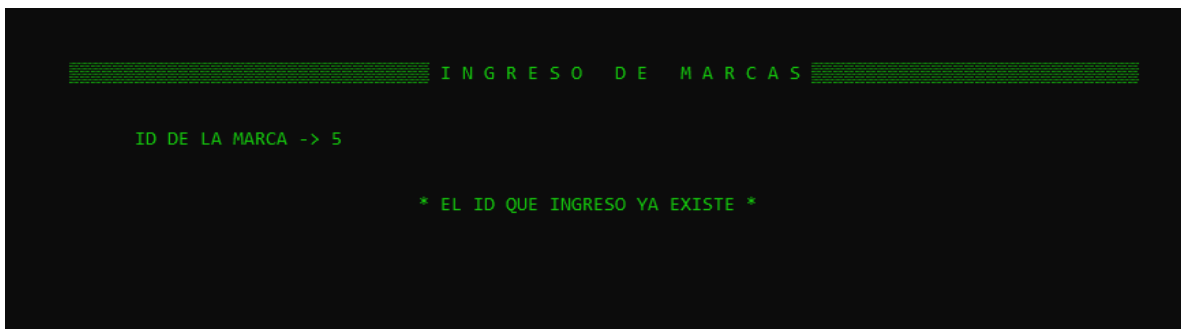 I N G R E S O   D E   M A R C A S
ID DE LA MARCA -> 5
* EL ID QUE INGRESO YA EXISTE *